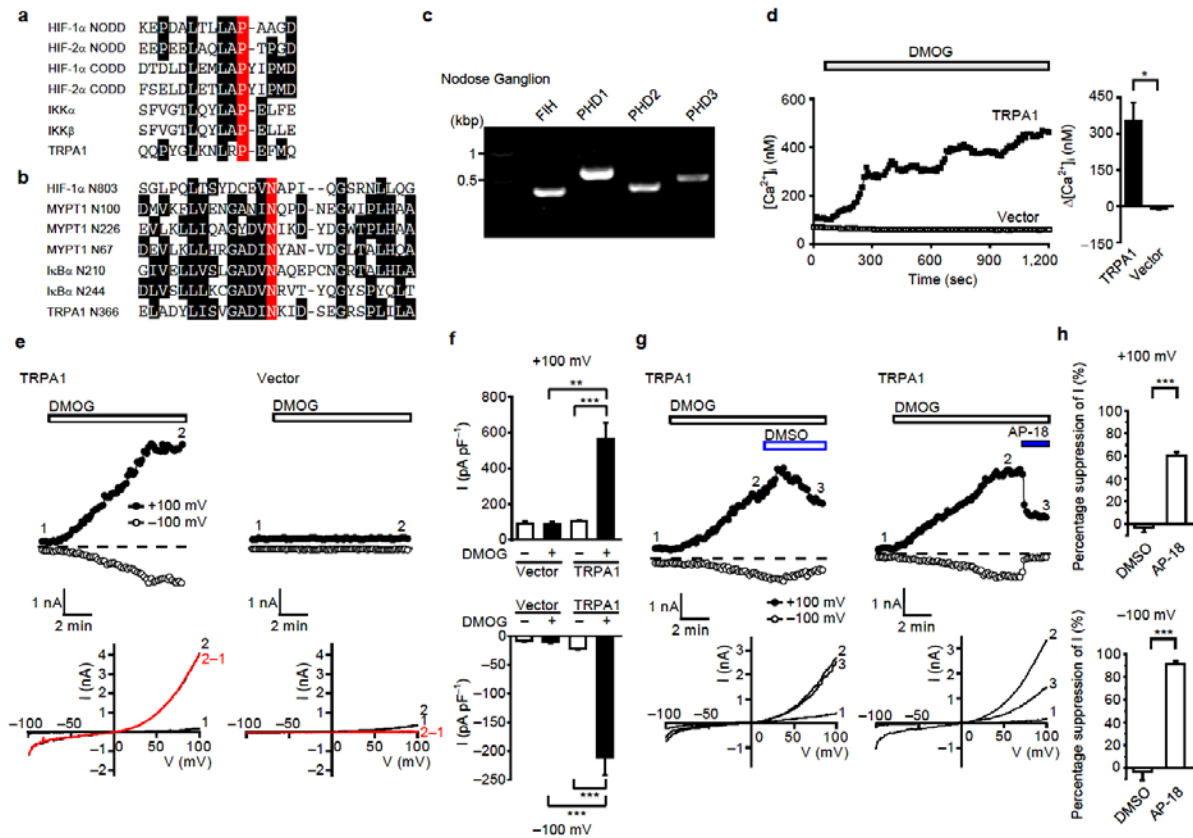 a
HIF-1α NODD KEPDALTLLAP-AAGD
HIF-2α NODD EEPEELAQLAP-TPGD
HIF-1α CODD DTDLDLEMLAPYIPMD
HIF-2α CODD FSELDLETLAPYIPMD
IKKα SFVGTLQYLAP-ELFE
IKKβ SFVGTLQYLAP-ELLE
TRPA1 QQPYGLKNLRP-EFMQ
b
HIF-1α N803 SGLPQLTSYDCEVNAPI--QGSRNLLQG
MYPT1 N100 DMVKFLVENGANINQPD-NEGWIPLHAA
MYPT1 N226 EVLKLLIQAGYDVNIKD-YDGWTPLHAA
MYPT1 N67 DEVLKLLHRGADINYAN-VDGLTALHQA
IκBα N210 GIVELLVSLGADVNAQEPCNGRTALHLA
IκBα N244 DLVSLLLKCGADVNRVT-YQGYSPYQLT
TRPA1 N366 ELADYLISVGADINKID-SEGRSPLILA
c
Nodose Ganglion
(kbp)
FIH PHD1 PHD2 PHD3
1
0.5
d
DMOG
TRPA1
Vector
[Ca²⁺]ᵢ (nM)
600
400
200
0
0 300 600 900 1,200
Time (sec)
*
Δ[Ca²⁺]ᵢ (nM)
450
300
150
0
−150
TRPA1 Vector
e
TRPA1 Vector
DMOG DMOG
1 2 1 2
+100 mV
−100 mV
1 nA
2 min
I (nA)
4
3
2
1
−1
−2
−100 −50 0 50 100
V (mV)
2
2−1
1
I (nA)
4
3
2
1
−1
−2
−100 −50 0 50 100
V (mV)
2
1
2−1
f
+100 mV
**
***
I (pA pF⁻¹)
800
600
400
200
0
− + − + DMOG
Vector TRPA1
Vector TRPA1
DMOG − + − +
I (pA pF⁻¹)
0
−50
−100
−150
−200
−250
***
***
−100 mV
g
TRPA1 TRPA1
DMOG DMOG
DMSO AP-18
1 2 3 1 2 3
1 nA
2 min
+100 mV
−100 mV
1 nA
2 min
I (nA)
3
2
1
−1
−100 −50 0 50 100
V (mV)
2
3
1
I (nA)
3
2
1
−1
−100 −50 0 50 100
V (mV)
2
3
1
h
+100 mV
***
Percentage suppression of I (%)
100
80
60
40
20
0
DMSO AP-18
−100 mV
***
Percentage suppression of I (%)
100
80
60
40
20
0
DMSO AP-18